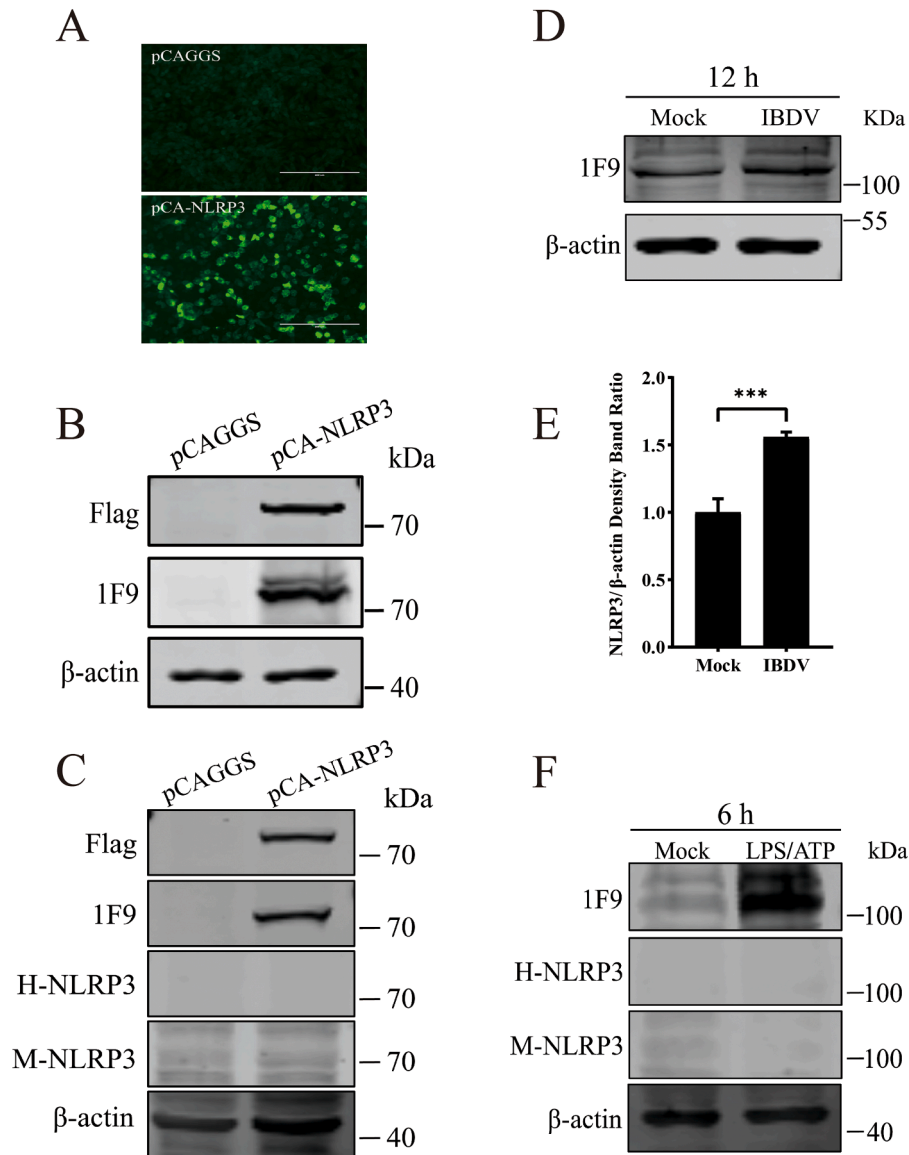 A
pCAGGS
pCA-NLRP3
B
pCAGGS pCA-NLRP3
kDa
Flag
70
1F9
70
β-actin
40
C
pCAGGS pCA-NLRP3
kDa
Flag
70
1F9
70
H-NLRP3
70
M-NLRP3
70
β-actin
40
D
12 h
Mock IBDV KDa
1F9
100
55
β-actin
E
NLRP3/β-actin Density Band Ratio
2.0
***
1.5
1.0
0.5
0.0
Mock IBDV
F
6 h
Mock LPS/ATP kDa
1F9
100
H-NLRP3
100
M-NLRP3
100
β-actin
40